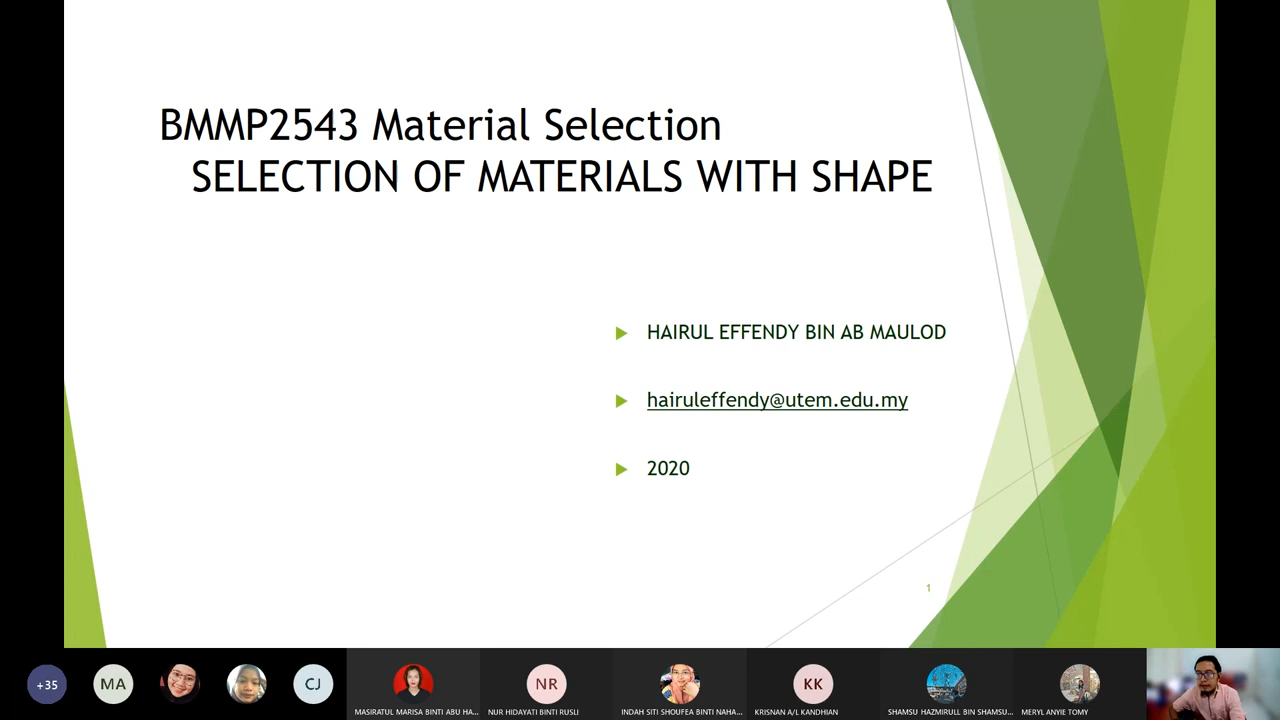 BMMP2543 Material Selection
SELECTION OF MATERIALS WITH SHAPE
HAIRUL EFFENDY BIN AB MAULOD
hairuleffendy@utem.edu.my
2020
1
+35
MA
CJ
NR
KK
MASIRATUL MARISA BINTI ABU HA...
NUR HIDAYATI BINTI RUSLI
INDAH SITI SHOUFEA BINTI NAHA...
KRISNAN A/L KANDHIAN
SHAMSU HAZMIRULL BIN SHAMSU...
MERYL ANYIE TOMY